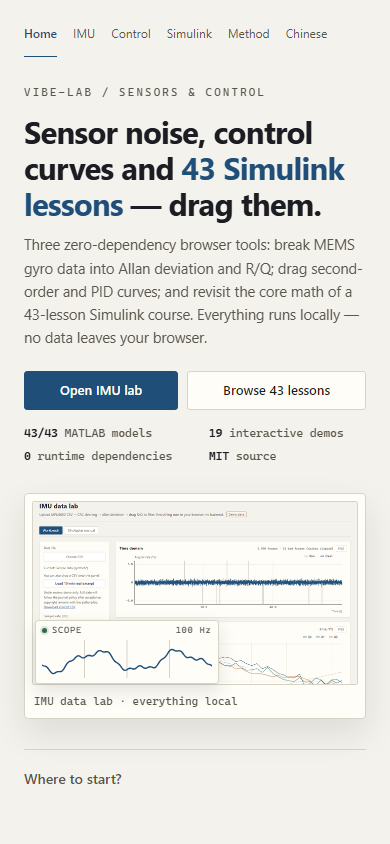 Home IMU Control Simulink Method Chinese
VIBE-LAB / SENSORS & CONTROL
Sensor noise, control
curves and 43 Simulink
lessons — drag them.
Three zero-dependency browser tools: break MEMS
gyro data into Allan deviation and R/Q; drag second-
order and PID curves; and revisit the core math of a
43-lesson Simulink course. Everything runs locally —
no data leaves your browser.
Open IMU lab Browse 43 lessons
43/43 MATLAB models 19 interactive demos
0 runtime dependencies MIT source
IMU data lab
Workbench
Time domain
SCOPE 100 Hz
IMU data lab · everything local
Where to start?